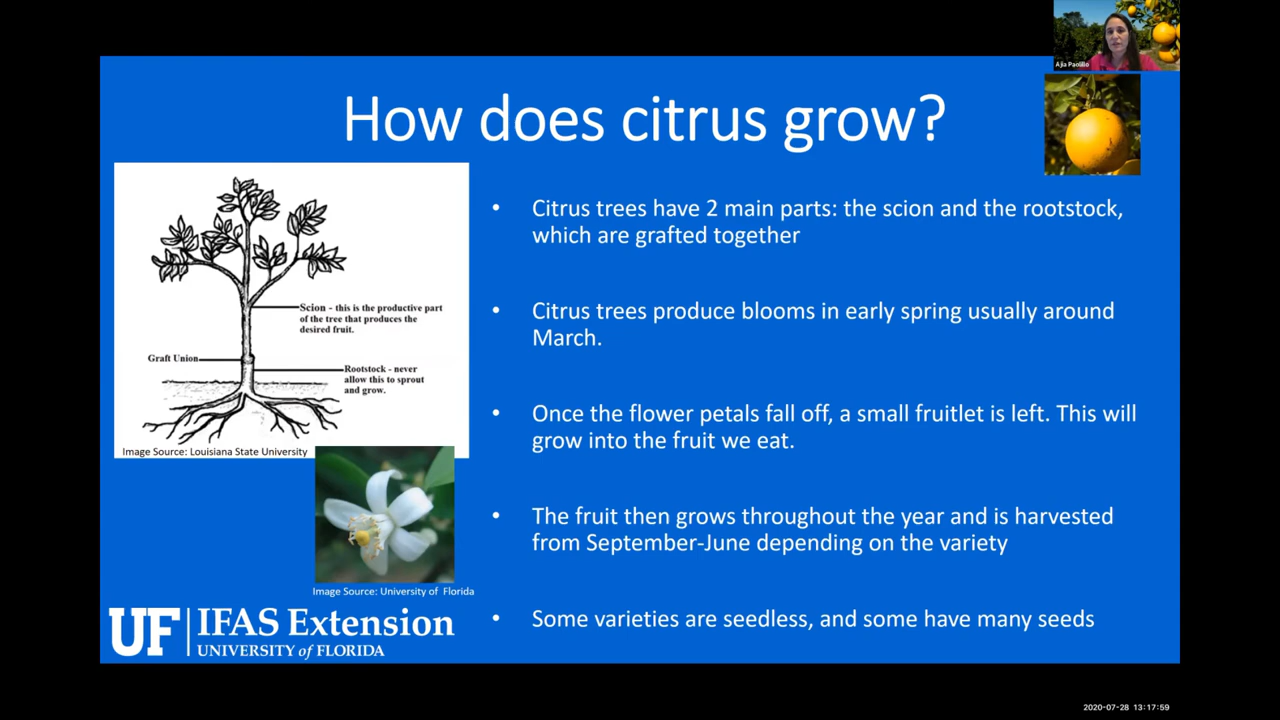 Ajia Paolillo
How does citrus grow?
Scion - this is the productive part
of the tree that produces the
desired fruit.
Graft Union
Rootstock - never
allow this to sprout
and grow.
Image Source: Louisiana State University
Image Source: University of Florida
UF IFAS Extension
UNIVERSITY of FLORIDA
• Citrus trees have 2 main parts: the scion and the rootstock,
which are grafted together
• Citrus trees produce blooms in early spring usually around
March.
• Once the flower petals fall off, a small fruitlet is left. This will
grow into the fruit we eat.
• The fruit then grows throughout the year and is harvested
from September-June depending on the variety
• Some varieties are seedless, and some have many seeds
2020-07-28 13:17:59